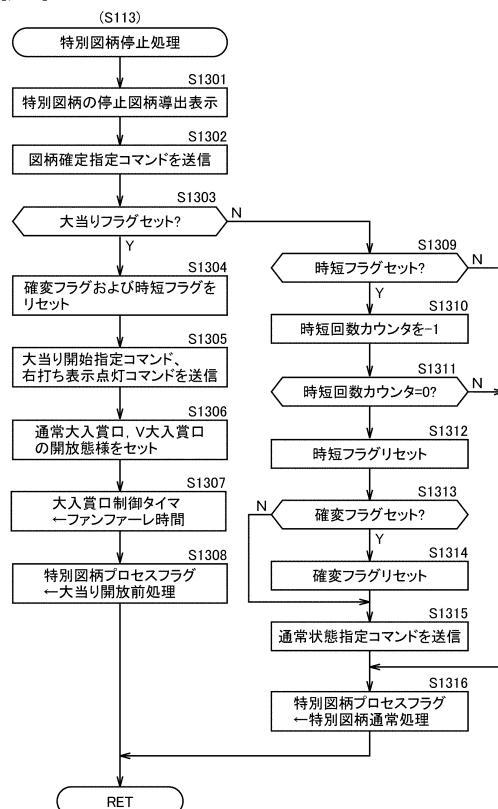 (S113)
特別図柄停止処理
S1301
特別図柄の停止図柄導出表示
S1302
図柄確定指定コマンドを送信
S1303
大当りフラグセット?
N
Y
S1304
確変フラグおよび時短フラグを
リセット
S1305
大当り開始指定コマンド、
右打ち表示点灯コマンドを送信
S1306
通常大入賞口, V大入賞口
の開放態様をセット
S1307
大入賞口制御タイマ
←ファンファーレ時間
S1308
特別図柄プロセスフラグ
←大当り開放前処理
S1309
時短フラグセット?
N
Y
S1310
時短回数カウンタを-1
S1311
時短回数カウンタ=0?
N
Y
S1312
時短フラグリセット
S1313
確変フラグセット?
N
Y
S1314
確変フラグリセット
S1315
通常状態指定コマンドを送信
S1316
特別図柄プロセスフラグ
←特別図柄通常処理
RET